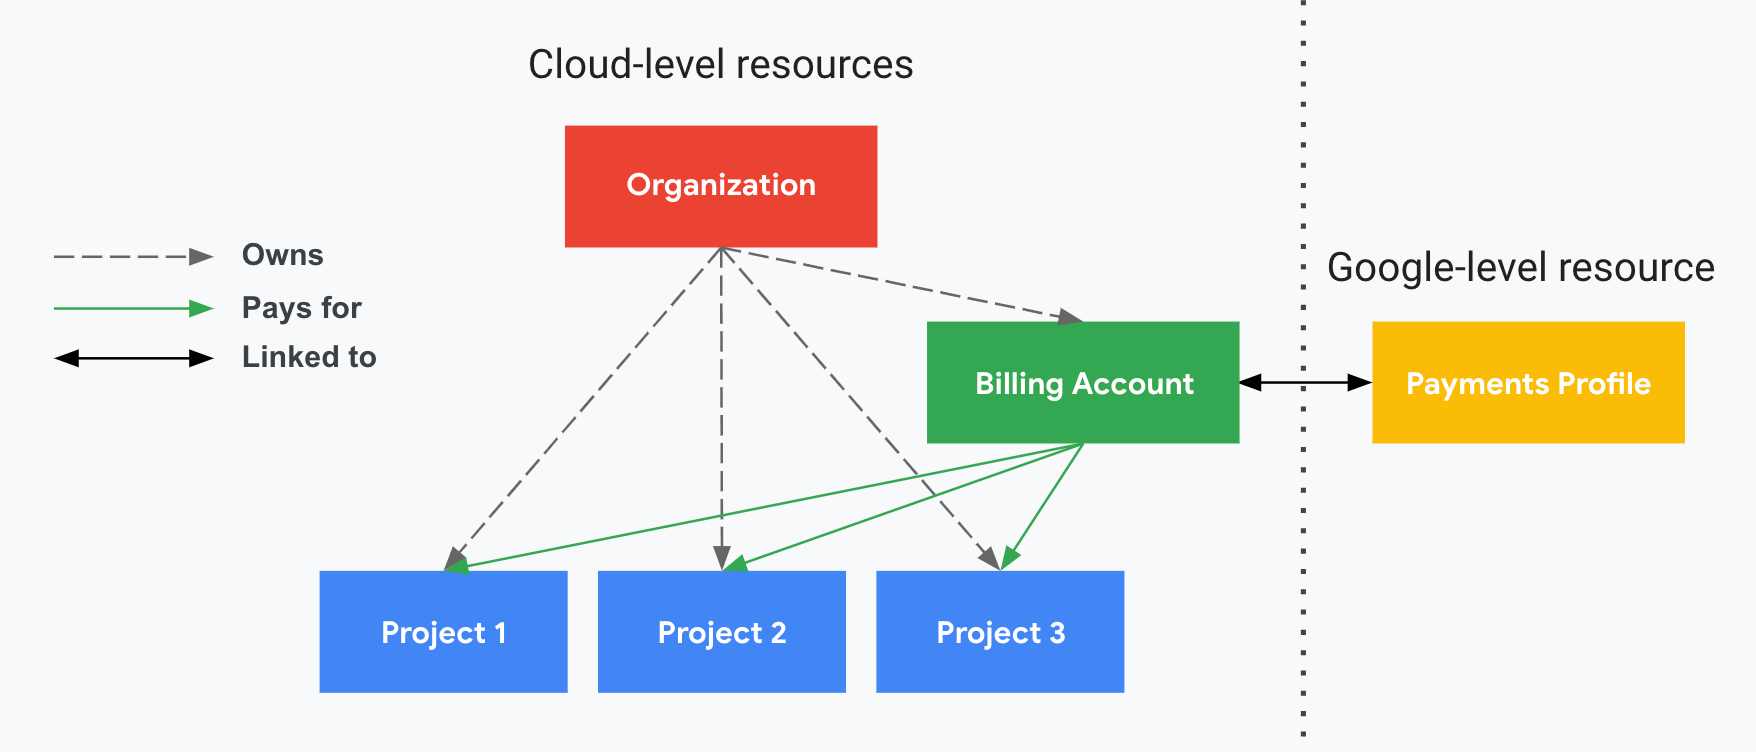 Cloud-level resources
Organization
Owns
Pays for
Linked to
Google-level resource
Billing Account
Payments Profile
Project 1
Project 2
Project 3